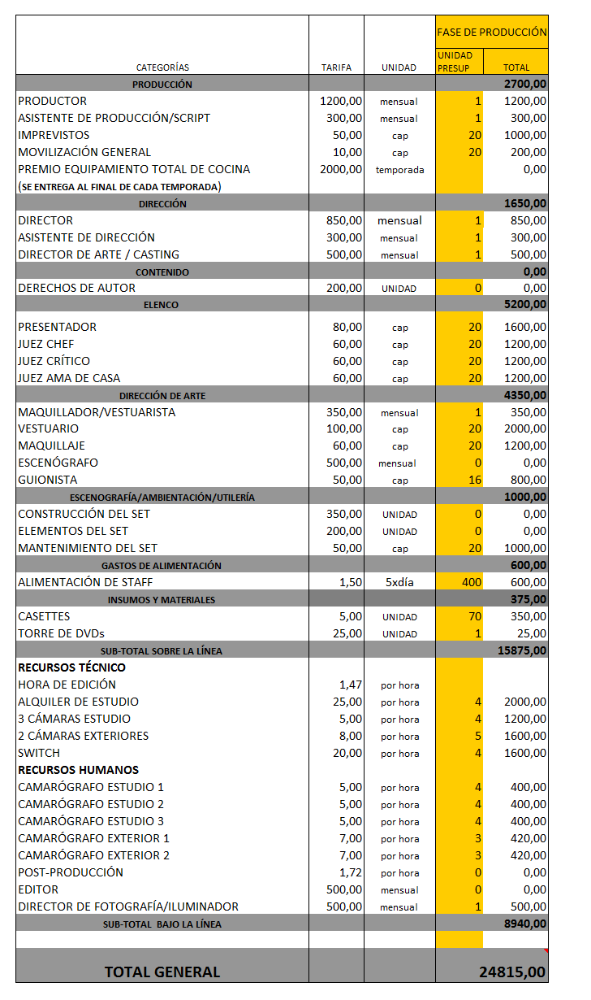 FASE DE PRODUCCIÓN
CATEGORÍAS TARIFA UNIDAD UNIDAD PRESUP TOTAL
PRODUCCIÓN 2700,00
PRODUCTOR 1200,00 mensual 1 1200,00
ASISTENTE DE PRODUCCIÓN/SCRIPT 300,00 mensual 1 300,00
IMPREVISTOS 50,00 cap 20 1000,00
MOVILIZACIÓN GENERAL 10,00 cap 20 200,00
PREMIO EQUIPAMIENTO TOTAL DE COCINA 2000,00 temporada 0,00
(SE ENTREGA AL FINAL DE CADA TEMPORADA)
DIRECCIÓN 1650,00
DIRECTOR 850,00 mensual 1 850,00
ASISTENTE DE DIRECCIÓN 300,00 mensual 1 300,00
DIRECTOR DE ARTE / CASTING 500,00 mensual 1 500,00
CONTENIDO 0,00
DERECHOS DE AUTOR 200,00 UNIDAD 0 0,00
ELENCO 5200,00
PRESENTADOR 80,00 cap 20 1600,00
JUEZ CHEF 60,00 cap 20 1200,00
JUEZ CRÍTICO 60,00 cap 20 1200,00
JUEZ AMA DE CASA 60,00 cap 20 1200,00
DIRECCIÓN DE ARTE 4350,00
MAQUILLADOR/VESTUARISTA 350,00 mensual 1 350,00
VESTUARIO 100,00 cap 20 2000,00
MAQUILLAJE 60,00 cap 20 1200,00
ESCENÓGRAFO 500,00 mensual 0 0,00
GUIONISTA 50,00 cap 16 800,00
ESCENOGRAFÍA/AMBIENTACIÓN/UTILERÍA 1000,00
CONSTRUCCIÓN DEL SET 350,00 UNIDAD 0 0,00
ELEMENTOS DEL SET 200,00 UNIDAD 0 0,00
MANTENIMIENTO DEL SET 50,00 cap 20 1000,00
GASTOS DE ALIMENTACIÓN 600,00
ALIMENTACIÓN DE STAFF 1,50 5xdía 400 600,00
INSUMOS Y MATERIALES 375,00
CASETTES 5,00 UNIDAD 70 350,00
TORRE DE DVDs 25,00 UNIDAD 1 25,00
SUB-TOTAL SOBRE LA LÍNEA 15875,00
RECURSOS TÉCNICO
HORA DE EDICIÓN 1,47 por hora
ALQUILER DE ESTUDIO 25,00 por hora 4 2000,00
3 CÁMARAS ESTUDIO 5,00 por hora 4 1200,00
2 CÁMARAS EXTERIORES 8,00 por hora 5 1600,00
SWITCH 20,00 por hora 4 1600,00
RECURSOS HUMANOS
CAMARÓGRAFO ESTUDIO 1 5,00 por hora 4 400,00
CAMARÓGRAFO ESTUDIO 2 5,00 por hora 4 400,00
CAMARÓGRAFO ESTUDIO 3 5,00 por hora 4 400,00
CAMARÓGRAFO EXTERIOR 1 7,00 por hora 3 420,00
CAMARÓGRAFO EXTERIOR 2 7,00 por hora 3 420,00
POST-PRODUCCIÓN 1,72 por hora 0 0,00
EDITOR 500,00 mensual 0 0,00
DIRECTOR DE FOTOGRAFÍA/ILUMINADOR 500,00 mensual 1 500,00
SUB-TOTAL BAJO LA LÍNEA 8940,00
TOTAL GENERAL 24815,00